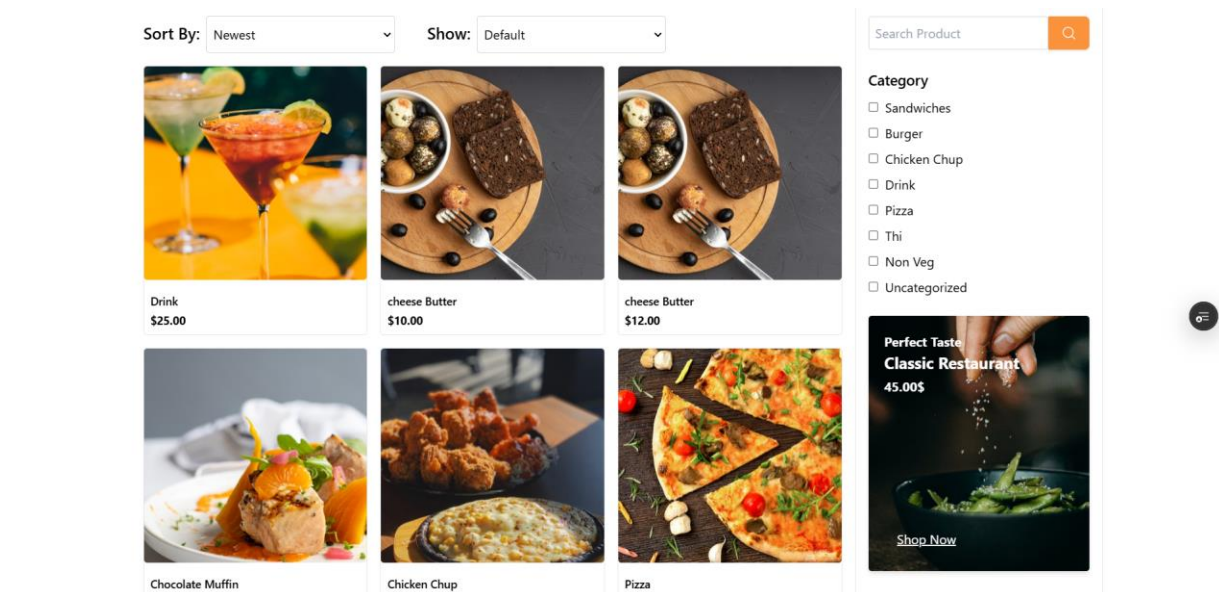 Sort By: Newest Show: Default
Search Product
Category
Sandwiches
Burger
Chicken Chup
Drink
Pizza
Thi
Non Veg
Uncategorized
Drink
$25.00
cheese Butter
$10.00
cheese Butter
$12.00
Perfect Taste
Classic Restaurant
45.00$
Shop Now
Chocolate Muffin
Chicken Chup
Pizza